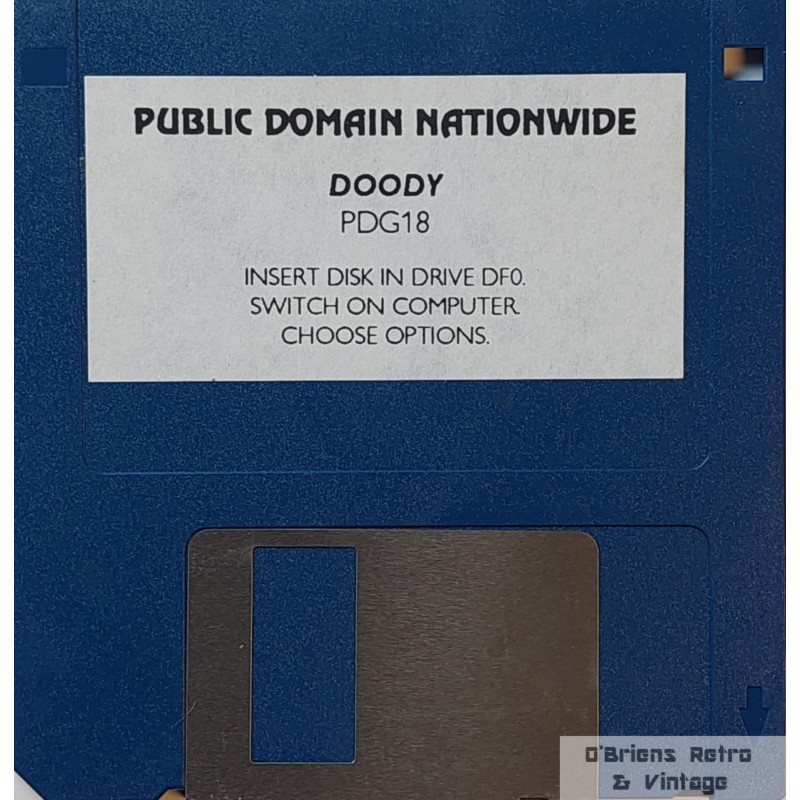 PUBLIC DOMAIN NATIONWIDE
DOODY
PDG18
INSERT DISK IN DRIVE DF0.
SWITCH ON COMPUTER.
CHOOSE OPTIONS.
O'Briens Retro
& Vintage